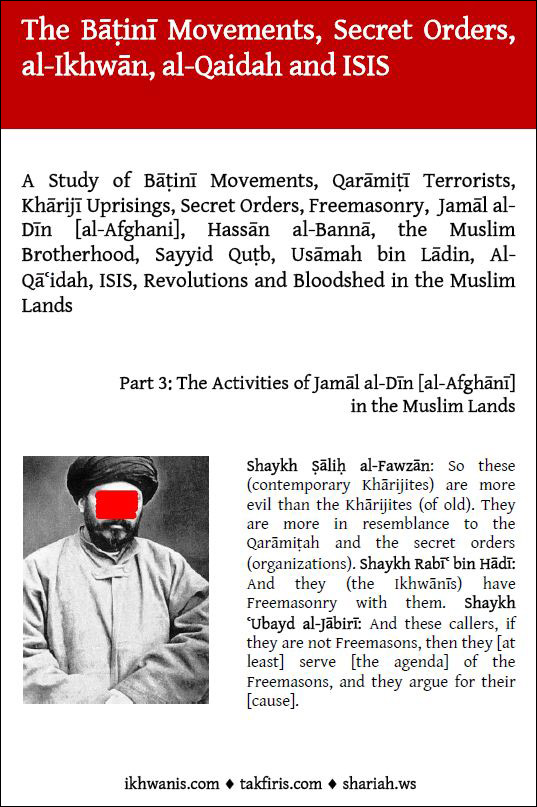 The Bāṭinī Movements, Secret Orders,
al-Ikhwān, al-Qaidah and ISIS
A Study of Bāṭinī Movements, Qarāmiṭī Terrorists,
Khārijī Uprisings, Secret Orders, Freemasonry, Jamāl al-
Dīn [al-Afghani], Hassān al-Bannā, the Muslim
Brotherhood, Sayyid Quṭb, Usāmah bin Lādin, Al-
Qāʿidah, ISIS, Revolutions and Bloodshed in the Muslim
Lands
Part 3: The Activities of Jamāl al-Dīn [al-Afghānī]
in the Muslim Lands
Shaykh Ṣāliḥ al-Fawzān: So these
(contemporary Khārijites) are more
evil than the Khārijites (of old). They
are more in resemblance to the
Qarāmiṭah and the secret orders
(organizations). Shaykh Rabīʿ bin Hādī:
And they (the Ikhwānīs) have
Freemasonry with them. Shaykh
ʿUbayd al-Jābirī: And these callers, if
they are not Freemasons, then they [at
least] serve [the agenda] of the
Freemasons, and they argue for their
[cause].
ikhwanis.com ♦ takfiris.com ♦ shariah.ws